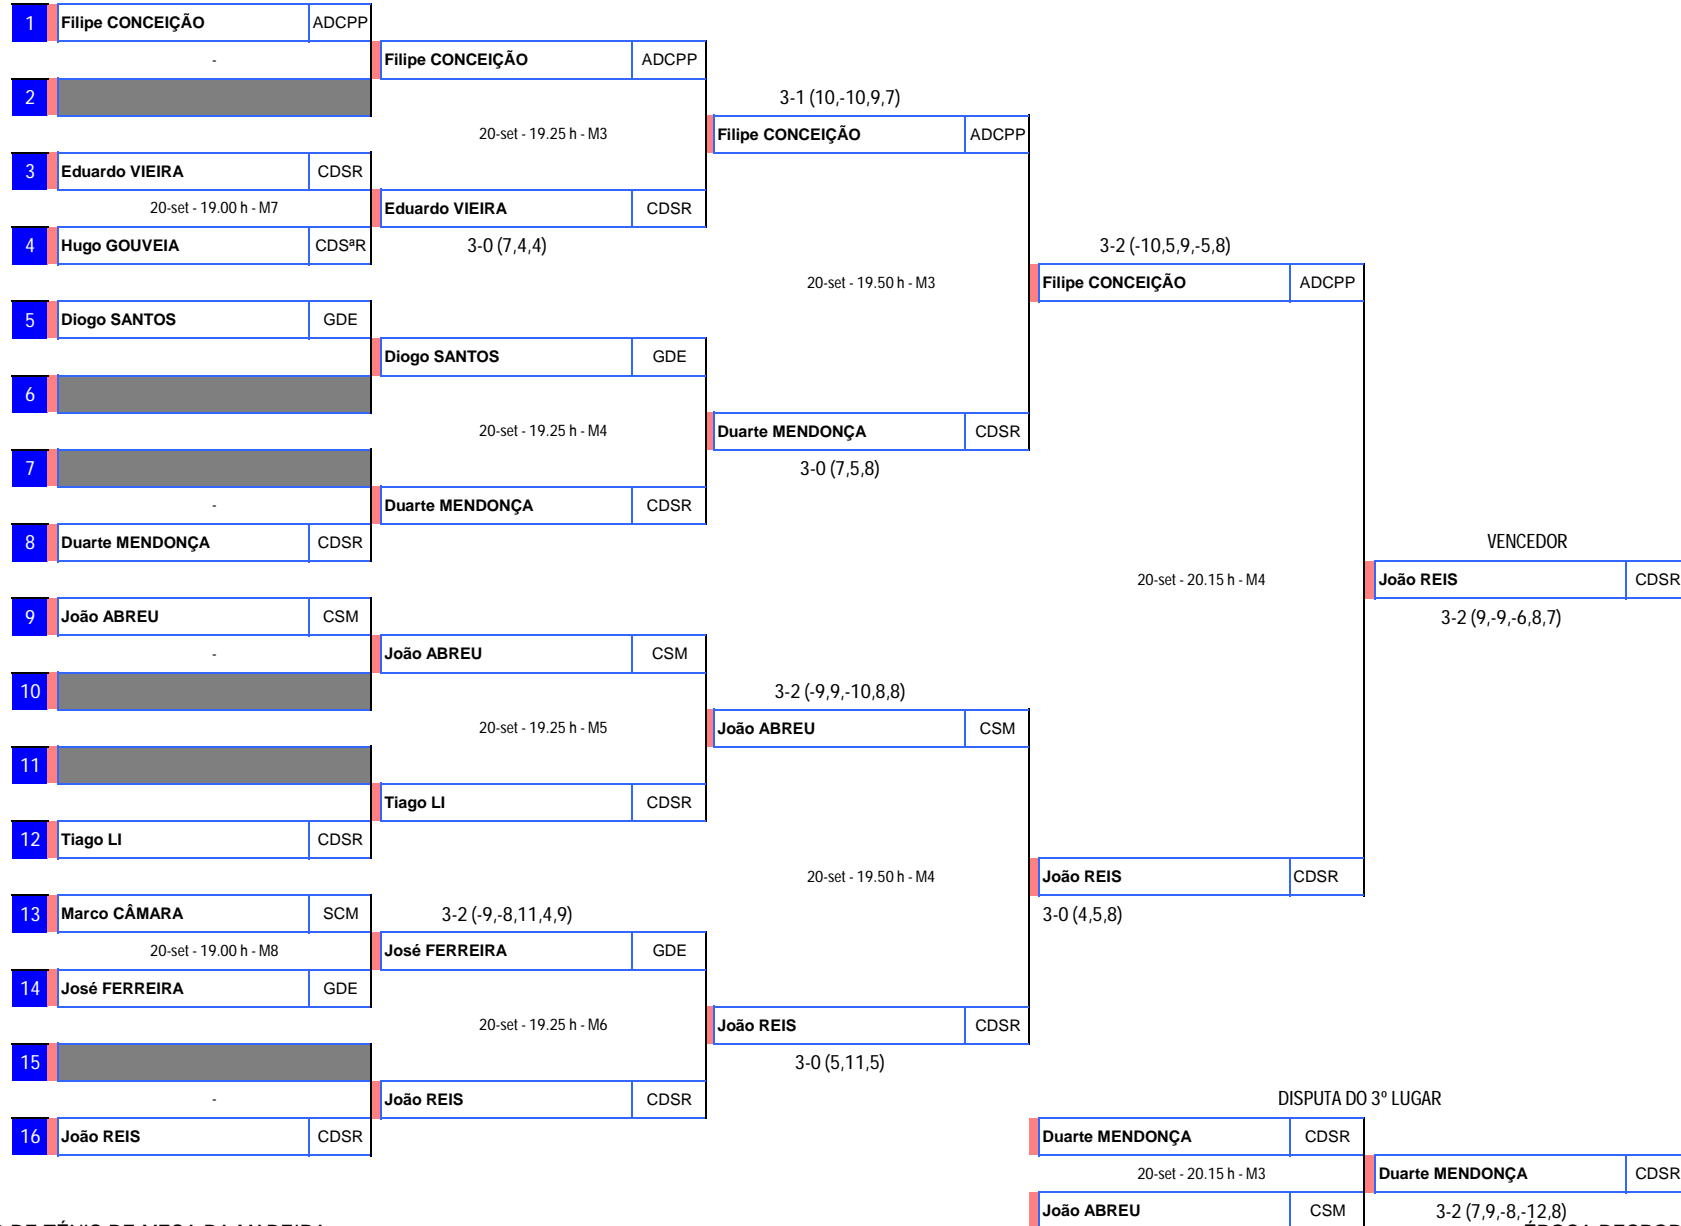 1 Filipe CONCEIÇÃO ADCPP
- Filipe CONCEIÇÃO ADCPP
2 3-1 (10,-10,9,7)
20-set - 19.25 h - M3 Filipe CONCEIÇÃO ADCPP
3 Eduardo VIEIRA CDSR
20-set - 19.00 h - M7 Eduardo VIEIRA CDSR
4 Hugo GOUVEIA CDSªR 3-0 (7,4,4) 3-2 (-10,5,9,-5,8)
20-set - 19.50 h - M3 Filipe CONCEIÇÃO ADCPP
5 Diogo SANTOS GDE
Diogo SANTOS GDE
6
20-set - 19.25 h - M4 Duarte MENDONÇA CDSR
7 3-0 (7,5,8)
- Duarte MENDONÇA CDSR
8 Duarte MENDONÇA CDSR VENCEDOR
20-set - 20.15 h - M4 João REIS CDSR
9 João ABREU CSM 3-2 (9,-9,-6,8,7)
- João ABREU CSM
10 3-2 (-9,9,-10,8,8)
20-set - 19.25 h - M5 João ABREU CSM
11
Tiago LI CDSR
12 Tiago LI CDSR
20-set - 19.50 h - M4 João REIS CDSR
13 Marco CÂMARA SCM 3-2 (-9,-8,11,4,9) 3-0 (4,5,8)
20-set - 19.00 h - M8 José FERREIRA GDE
14 José FERREIRA GDE
20-set - 19.25 h - M6 João REIS CDSR
15 3-0 (5,11,5)
- João REIS CDSR DISPUTA DO 3º LUGAR
16 João REIS CDSR Duarte MENDONÇA CDSR
20-set - 20.15 h - M3 Duarte MENDONÇA CDSR
João ABREU CSM 3-2 (7,9,-8,-12,8)